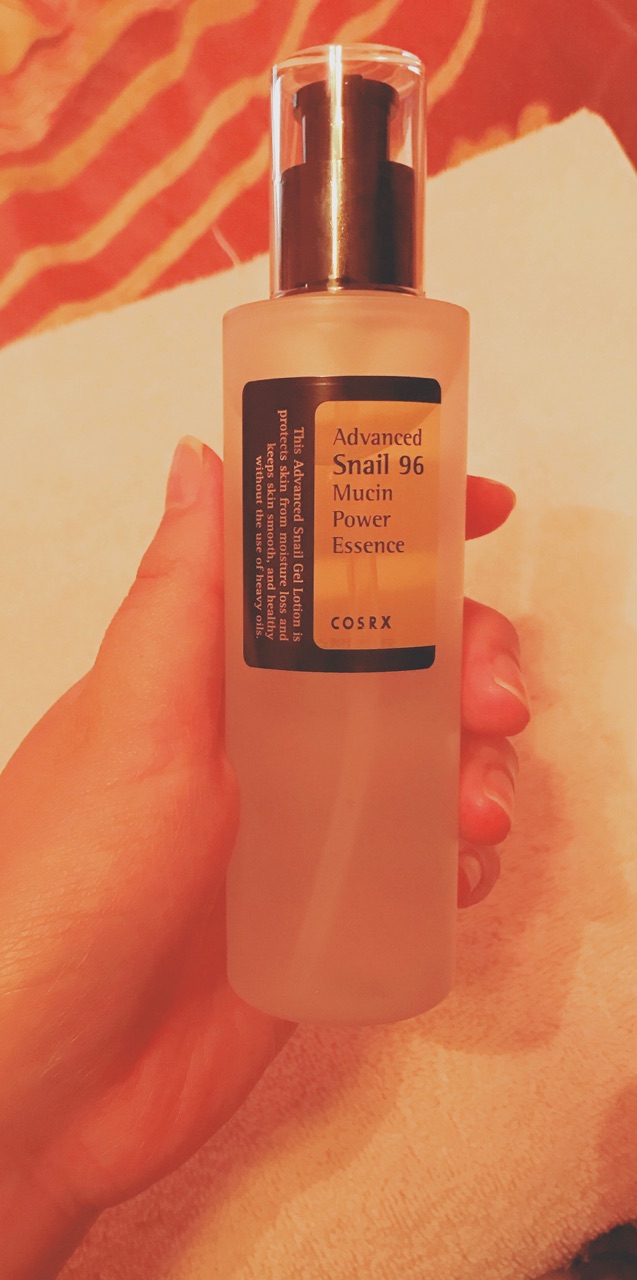 Advanced
Snail 96
Mucin
Power
Essence
COSRX
This Advanced Snail Gel Lotion is
protects skin from moisture loss and
keeps skin smooth, and healthy
without the use of heavy oils.